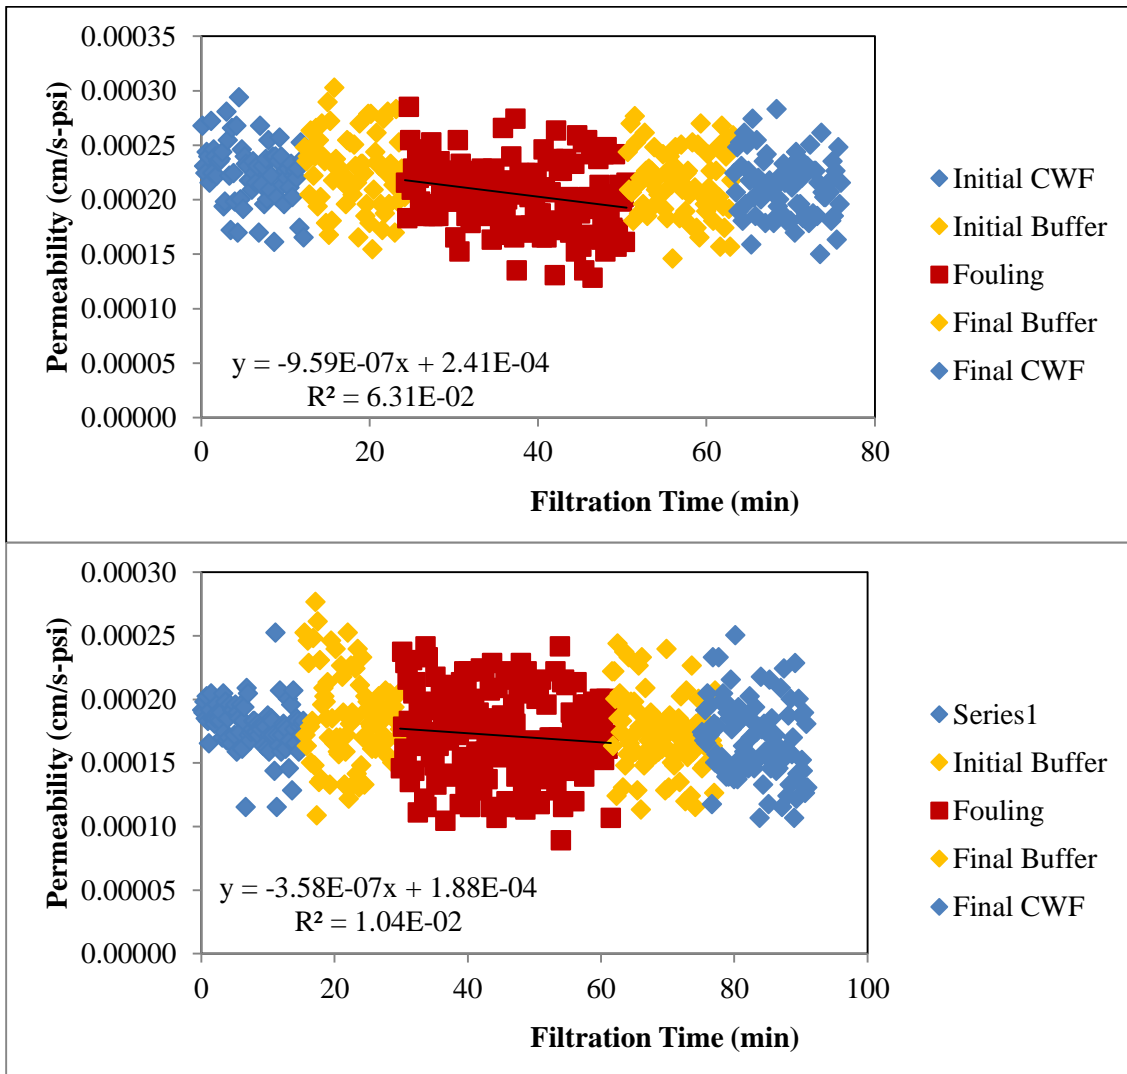 0.00035
0.00030
0.00025
0.00020
0.00015
0.00010
0.00005
0.00000
Permeability (cm/s-psi)
y = -9.59E-07x + 2.41E-04
R² = 6.31E-02
0 20 40 60 80
Filtration Time (min)
Initial CWF
Initial Buffer
Fouling
Final Buffer
Final CWF
0.00030
0.00025
0.00020
0.00015
0.00010
0.00005
0.00000
Permeability (cm/s-psi)
y = -3.58E-07x + 1.88E-04
R² = 1.04E-02
0 20 40 60 80 100
Filtration Time (min)
Series1
Initial Buffer
Fouling
Final Buffer
Final CWF